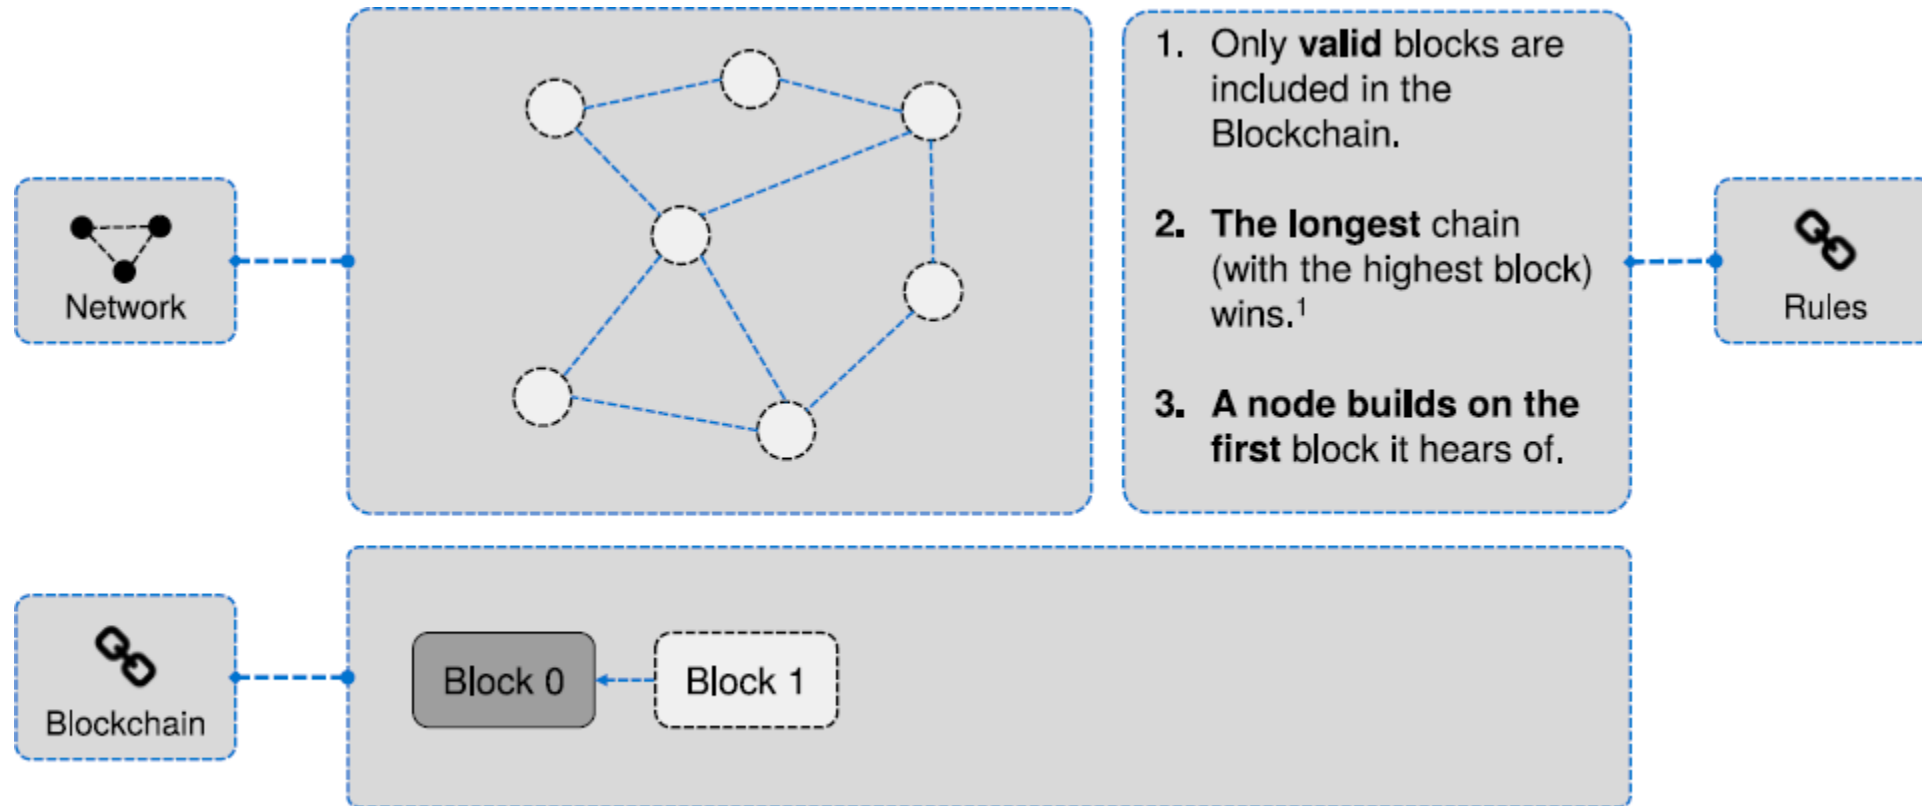 Network
1. Only valid blocks are
included in the
Blockchain.
2. The longest chain
(with the highest block)
wins.¹
3. A node builds on the
first block it hears of.
Rules
Blockchain
Block 0
Block 1